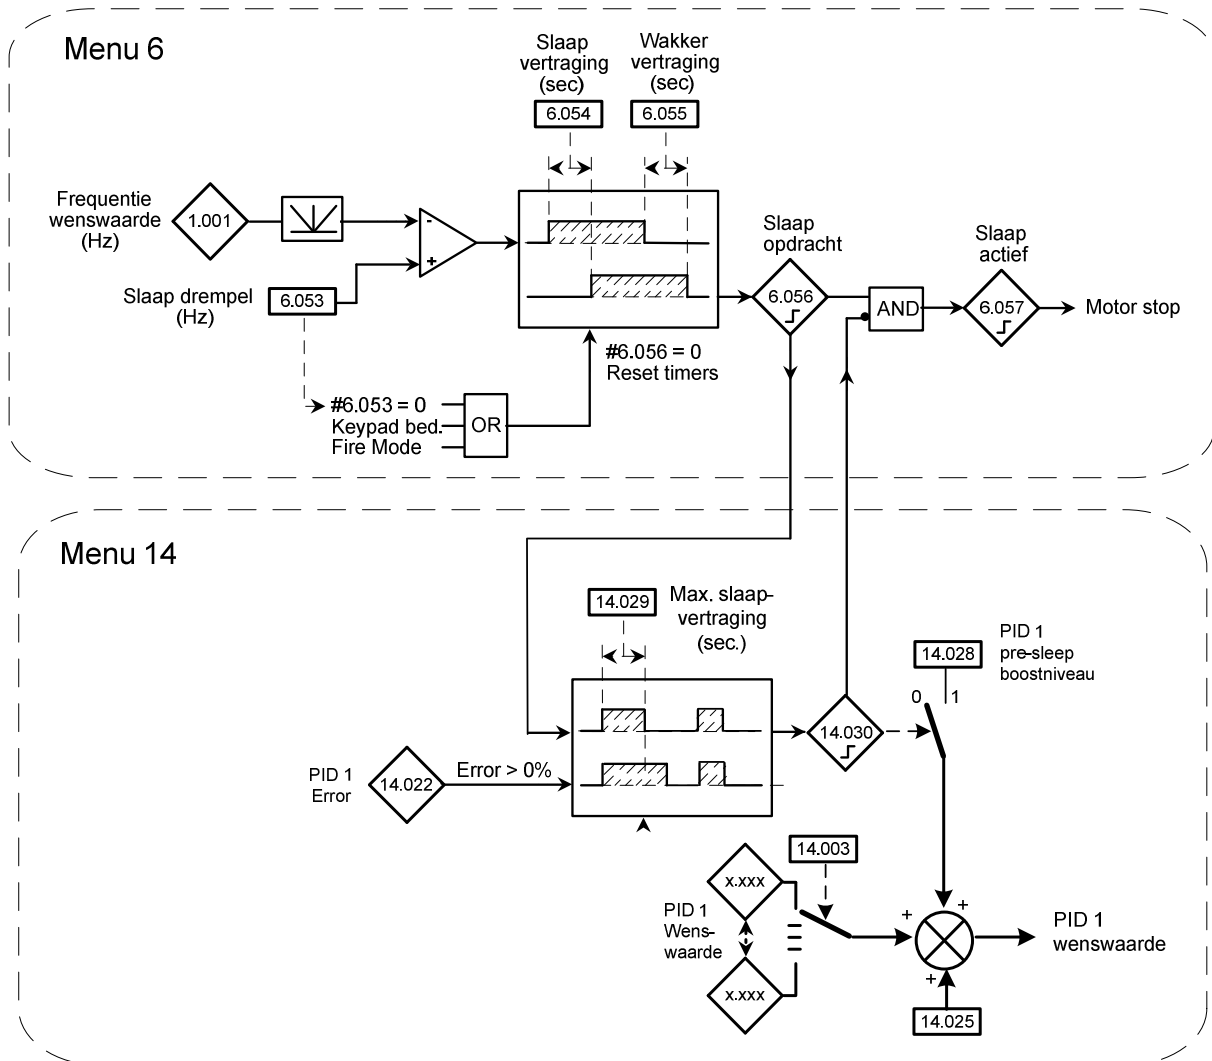 Menu 6
Slaap
vertraging
(sec)
6.054
Wakker
vertraging
(sec)
6.055
Frequentie
wenswaarde
(Hz)
1.001
-
+
Slaap drempel
(Hz)
6.053
#6.053 = 0
Keypad bed.
Fire Mode
OR
#6.056 = 0
Reset timers
Slaap
opdracht
6.056
AND
Slaap
actief
6.057
Motor stop
Menu 14
14.029
Max. slaap-
vertraging
(sec.)
PID 1
Error
14.022
Error > 0%
14.030
14.028
PID 1
pre-sleep
boostniveau
0 1
14.003
x.xxx
PID 1
Wens-
waarde
x.xxx
+
+
+
PID 1
wenswaarde
14.025